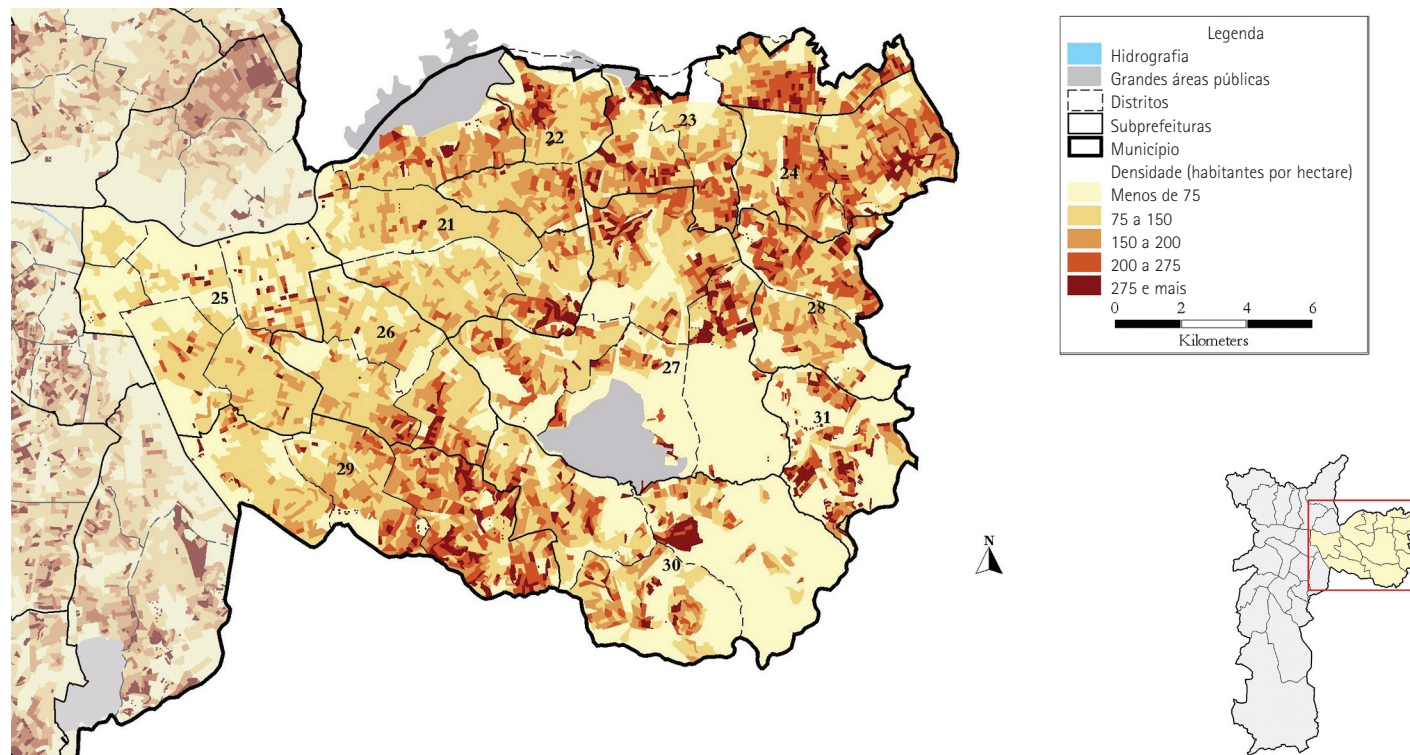 Legenda
Hidrografia
Grandes áreas públicas
Distritos
Subprefeituras
Município
Densidade (habitantes por hectare)
Menos de 75
75 a 150
150 a 200
200 a 275
275 e mais
0 2 4 6
Kilometers
22
23
24
21
25
26
28
27
31
29
30
N